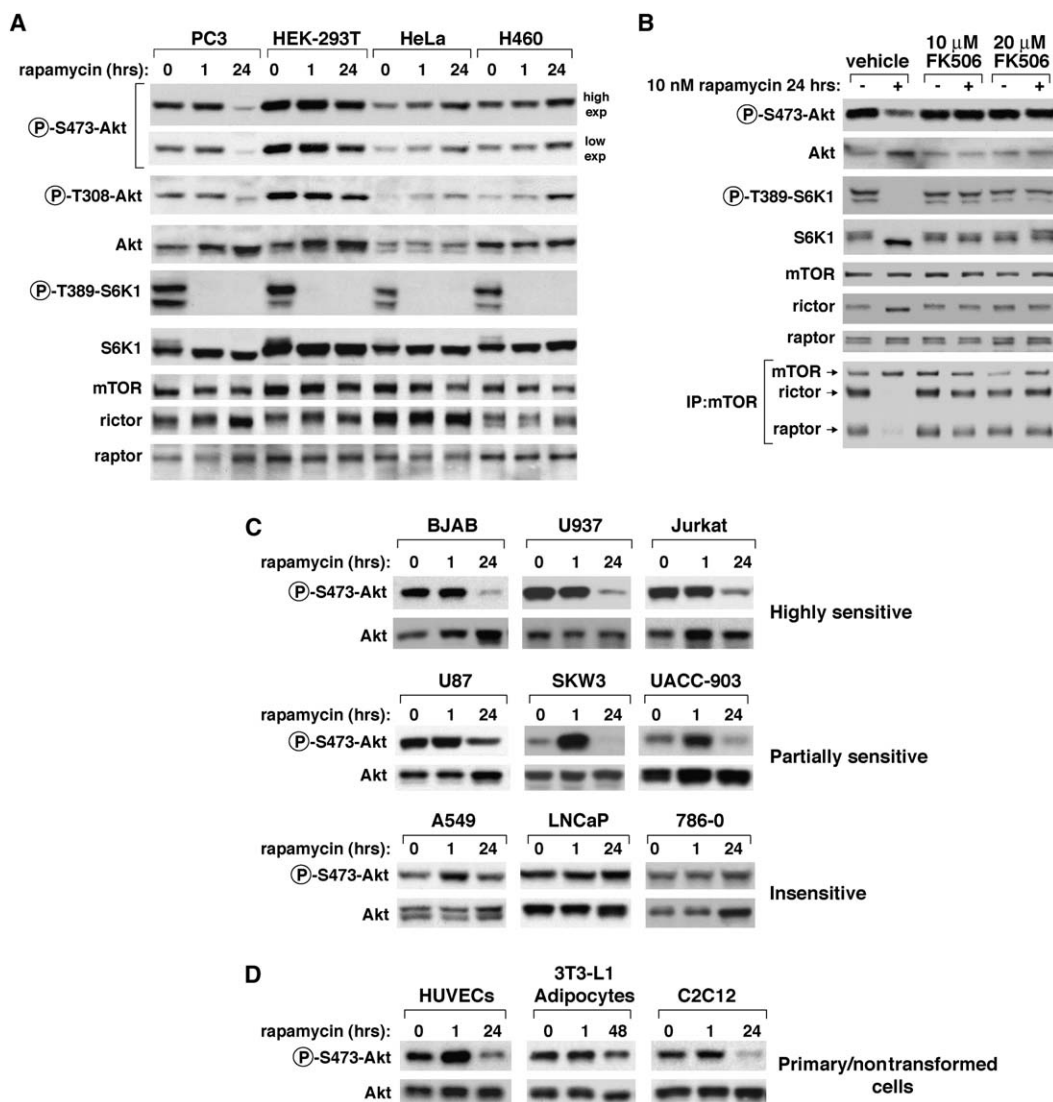 A
PC3 HEK-293T HeLa H460
rapamycin (hrs): 0 1 24 0 1 24 0 1 24 0 1 24
Ⓟ-S473-Akt
high exp
low exp
Ⓟ-T308-Akt
Akt
Ⓟ-T389-S6K1
S6K1
mTOR
rictor
raptor
B
vehicle 10 μM FK506 20 μM FK506
10 nM rapamycin 24 hrs: - + - + - +
Ⓟ-S473-Akt
Akt
Ⓟ-T389-S6K1
S6K1
mTOR
rictor
raptor
IP:mTOR
mTOR
rictor
raptor
C
BJAB U937 Jurkat
rapamycin (hrs): 0 1 24 0 1 24 0 1 24
Ⓟ-S473-Akt
Akt
Highly sensitive
U87 SKW3 UACC-903
rapamycin (hrs): 0 1 24 0 1 24 0 1 24
Ⓟ-S473-Akt
Akt
Partially sensitive
A549 LNCaP 786-0
rapamycin (hrs): 0 1 24 0 1 24 0 1 24
Ⓟ-S473-Akt
Akt
Insensitive
D
HUVECs 3T3-L1 Adipocytes C2C12
rapamycin (hrs): 0 1 24 0 1 48 0 1 24
Ⓟ-S473-Akt
Akt
Primary/nontransformed
cells